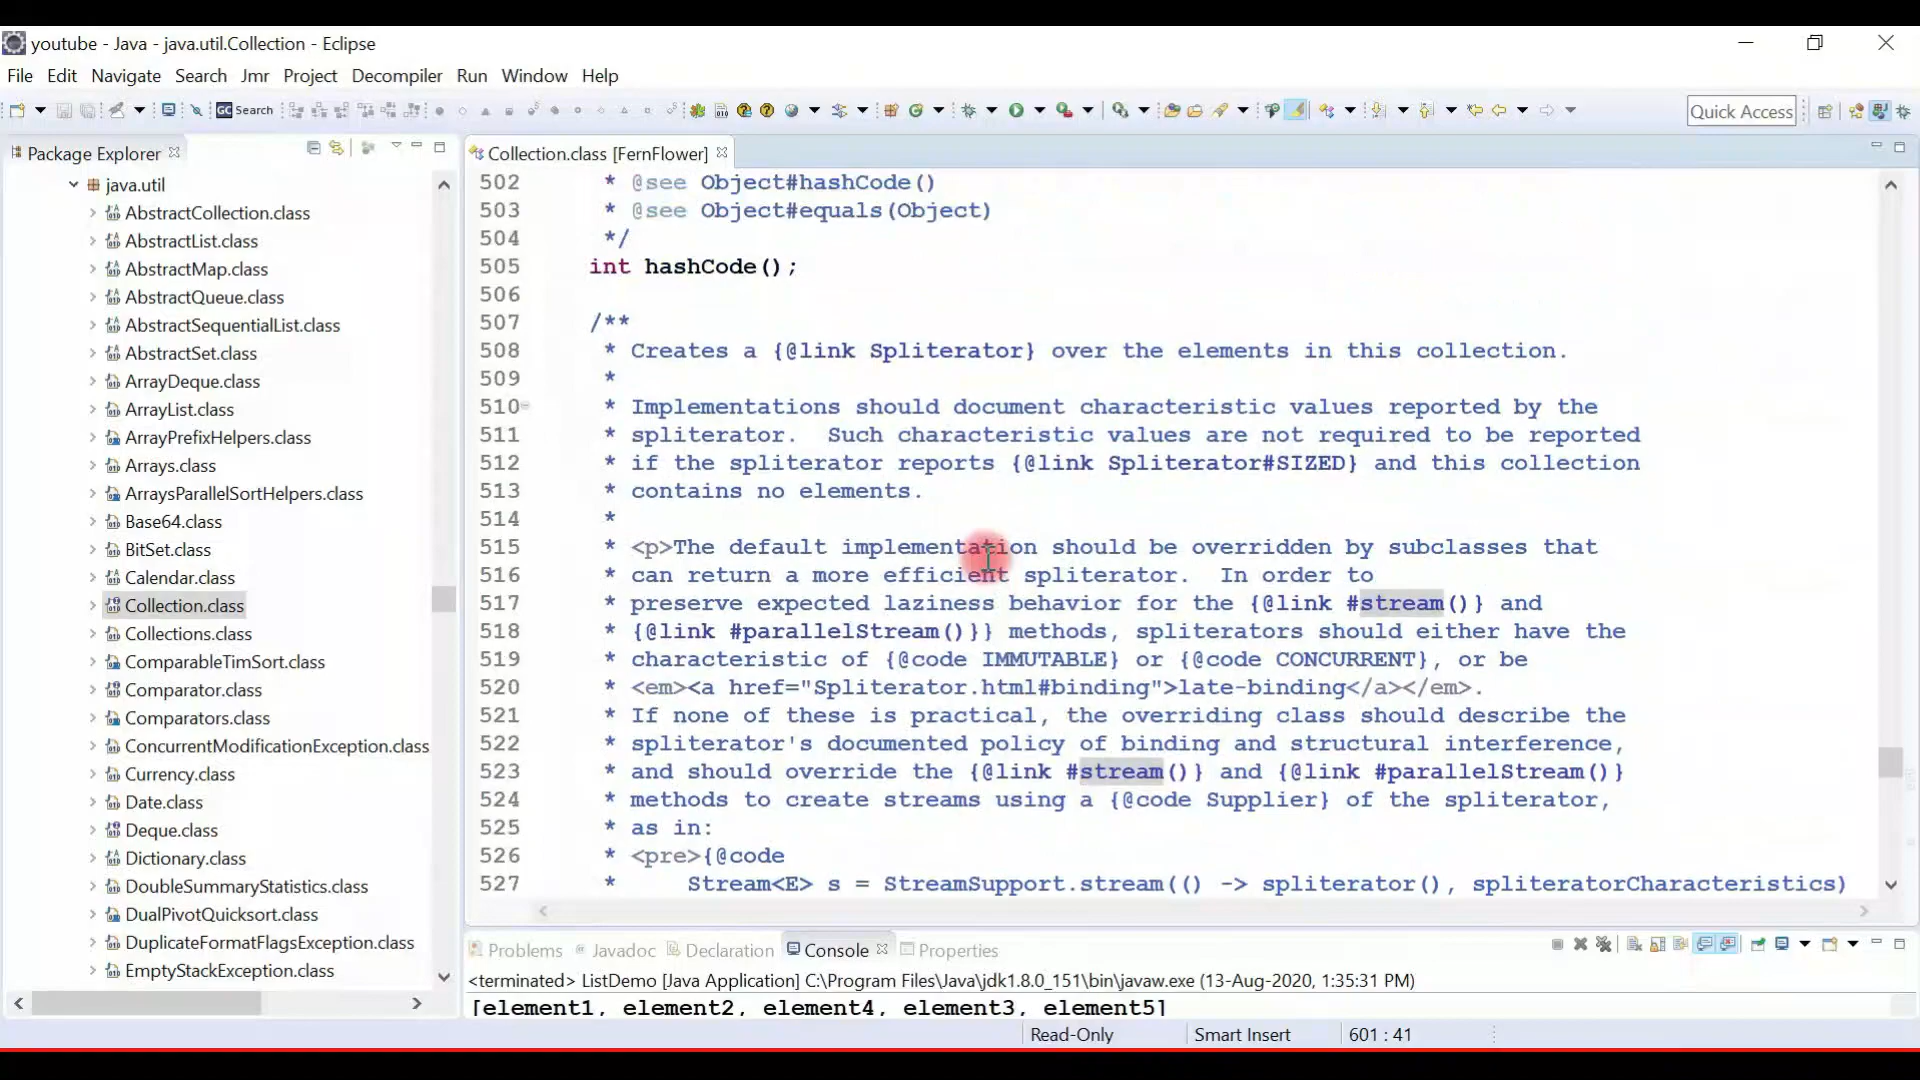 youtube - Java - java.util.Collection - Eclipse
File Edit Navigate Search Jmr Project Decompiler Run Window Help
GC Search
Quick Access
Package Explorer
Collection.class [FernFlower]
java.util
AbstractCollection.class
AbstractList.class
AbstractMap.class
AbstractQueue.class
AbstractSequentialList.class
AbstractSet.class
ArrayDeque.class
ArrayList.class
ArrayPrefixHelpers.class
Arrays.class
ArraysParallelSortHelpers.class
Base64.class
BitSet.class
Calendar.class
Collection.class
Collections.class
ComparableTimSort.class
Comparator.class
Comparators.class
ConcurrentModificationException.class
Currency.class
Date.class
Deque.class
Dictionary.class
DoubleSummaryStatistics.class
DualPivotQuicksort.class
DuplicateFormatFlagsException.class
EmptyStackException.class
502 * @see Object#hashCode()
503 * @see Object#equals(Object)
504 */
505 int hashCode();
506
507 /**
508 * Creates a {@link Spliterator} over the elements in this collection.
509 *
510 * Implementations should document characteristic values reported by the
511 * spliterator.  Such characteristic values are not required to be reported
512 * if the spliterator reports {@link Spliterator#SIZED} and this collection
513 * contains no elements.
514 *
515 * <p>The default implementation should be overridden by subclasses that
516 * can return a more efficient spliterator.  In order to
517 * preserve expected laziness behavior for the {@link #stream()} and
518 * {@link #parallelStream()}} methods, spliterators should either have the
519 * characteristic of {@code IMMUTABLE} or {@code CONCURRENT}, or be
520 * <em><a href="Spliterator.html#binding">late-binding</a></em>.
521 * If none of these is practical, the overriding class should describe the
522 * spliterator's documented policy of binding and structural interference,
523 * and should override the {@link #stream()} and {@link #parallelStream()}
524 * methods to create streams using a {@code Supplier} of the spliterator,
525 * as in:
526 * <pre>{@code
527 *     Stream<E> s = StreamSupport.stream(() -> spliterator(), spliteratorCharacteristics)
Problems Javadoc Declaration Console Properties
<terminated> ListDemo [Java Application] C:\Program Files\Java\jdk1.8.0_151\bin\javaw.exe (13-Aug-2020, 1:35:31 PM)
[element1, element2, element4, element3, element5]
Read-Only Smart Insert 601 : 41